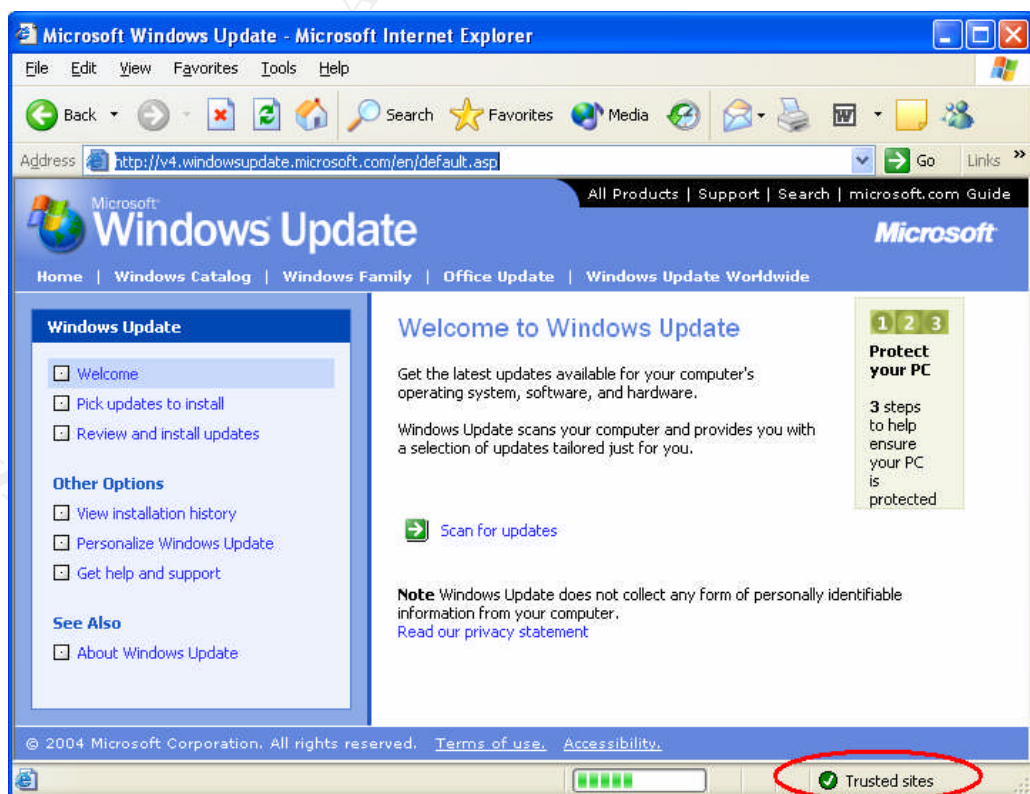 Microsoft Windows Update - Microsoft Internet Explorer
File Edit View Favorites Tools Help
Back Search Favorites Media
Address http://v4.windowsupdate.microsoft.com/en/default.asp Go Links »
All Products | Support | Search | microsoft.com Guide
Microsoft
Windows Update
Microsoft
Home | Windows Catalog | Windows Family | Office Update | Windows Update Worldwide
Windows Update
Welcome
Pick updates to install
Review and install updates
Other Options
View installation history
Personalize Windows Update
Get help and support
See Also
About Windows Update
Welcome to Windows Update
Get the latest updates available for your computer's
operating system, software, and hardware.
Windows Update scans your computer and provides you with
a selection of updates tailored just for you.
Scan for updates
Note Windows Update does not collect any form of personally identifiable
information from your computer.
Read our privacy statement
1 2 3
Protect
your PC
3 steps
to help
ensure
your PC
is
protected
© 2004 Microsoft Corporation. All rights reserved. Terms of use. Accessibility.
Trusted sites